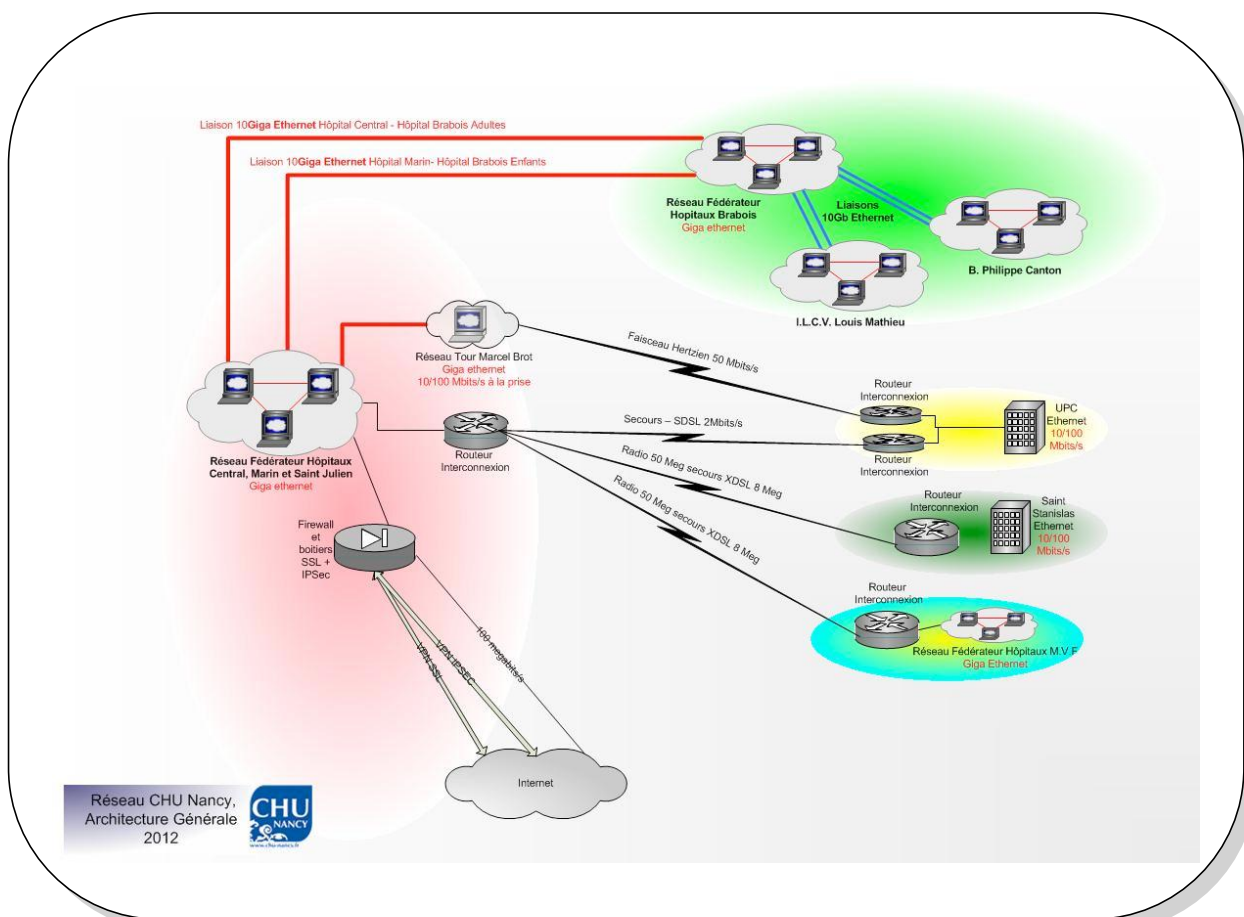 Liaison 10Giga Ethernet Hôpital Central - Hôpital Brabois Adultes
Liaison 10Giga Ethernet Hôpital Marin- Hôpital Brabois Enfants
Réseau Fédérateur
Hopitaux Brabois
Giga ethernet
Liaisons
10Gb Ethernet
B. Philippe Canton
I.L.C.V. Louis Mathieu
Réseau Tour Marcel Brot
Giga ethernet
10/100 Mbits/s à la prise
Faisceau Hertzien 50 Mbits/s
Routeur
Interconnexion
UPC
Ethernet
10/100
Mbits/s
Secours – SDSL 2Mbits/s
Routeur
Interconnexion
Réseau Fédérateur Hôpitaux
Central, Marin et Saint Julien
Giga ethernet
Routeur
Interconnexion
Radio 50 Meg secours XDSL 8 Meg
Radio 50 Meg secours XDSL 8 Meg
Routeur
Interconnexion
Saint
Stanislas
Ethernet
10/100
Mbits/s
Firewall
et
boitiers
SSL +
IPSec
Routeur
Interconnexion
Réseau Fédérateur Hôpitaux M.V.F
Giga Ethernet
VPN SSL
VPN IPSEC
100 megabits/s
Internet
Réseau CHU Nancy,
Architecture Générale
2012
CHU
NANCY
www.chu-nancy.fr